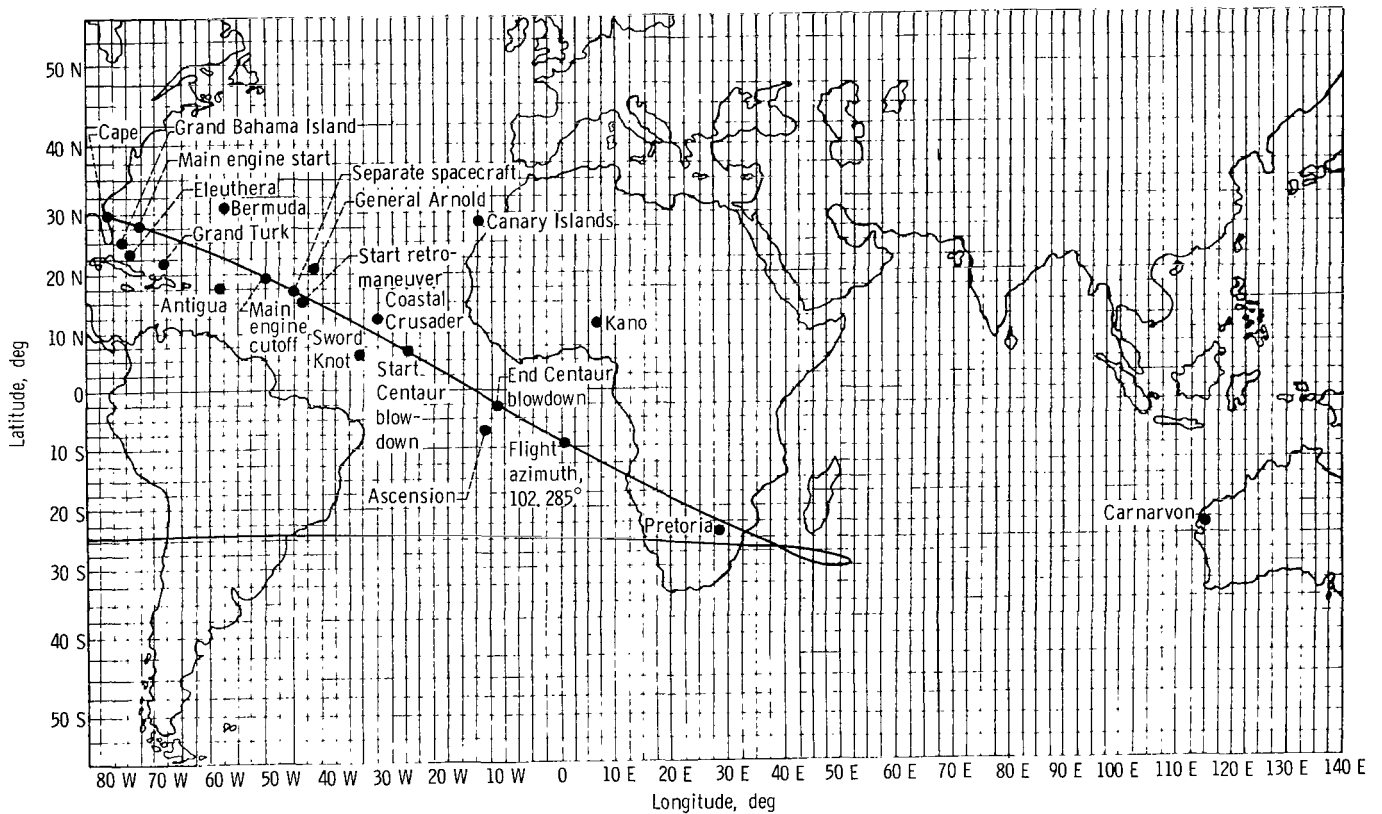 50 N
40 N
30 N
20 N
10 N
0
10 S
20 S
30 S
40 S
50 S
Latitude, deg
Cape
Grand Bahama Island
Main engine start
Eleuthera
Bermuda
Grand Turk
Antigua
Main
engine
cutoff
Separate spacecraft
General Arnold
Start retro-
maneuver
Coastal
Crusader
Sword
Knot
Start
Centaur
blow-
down
Canary Islands
Kano
End Centaur
blowdown
Ascension
Flight
azimuth,
102.285°
Pretoria
Carnarvon
80 W 70 W 60 W 50 W 40 W 30 W 20 W 10 W 0 10 E 20 E 30 E 40 E 50 E 60 E 70 E 80 E 90 E 100 E 110 E 120 E 130 E 140 E
Longitude, deg